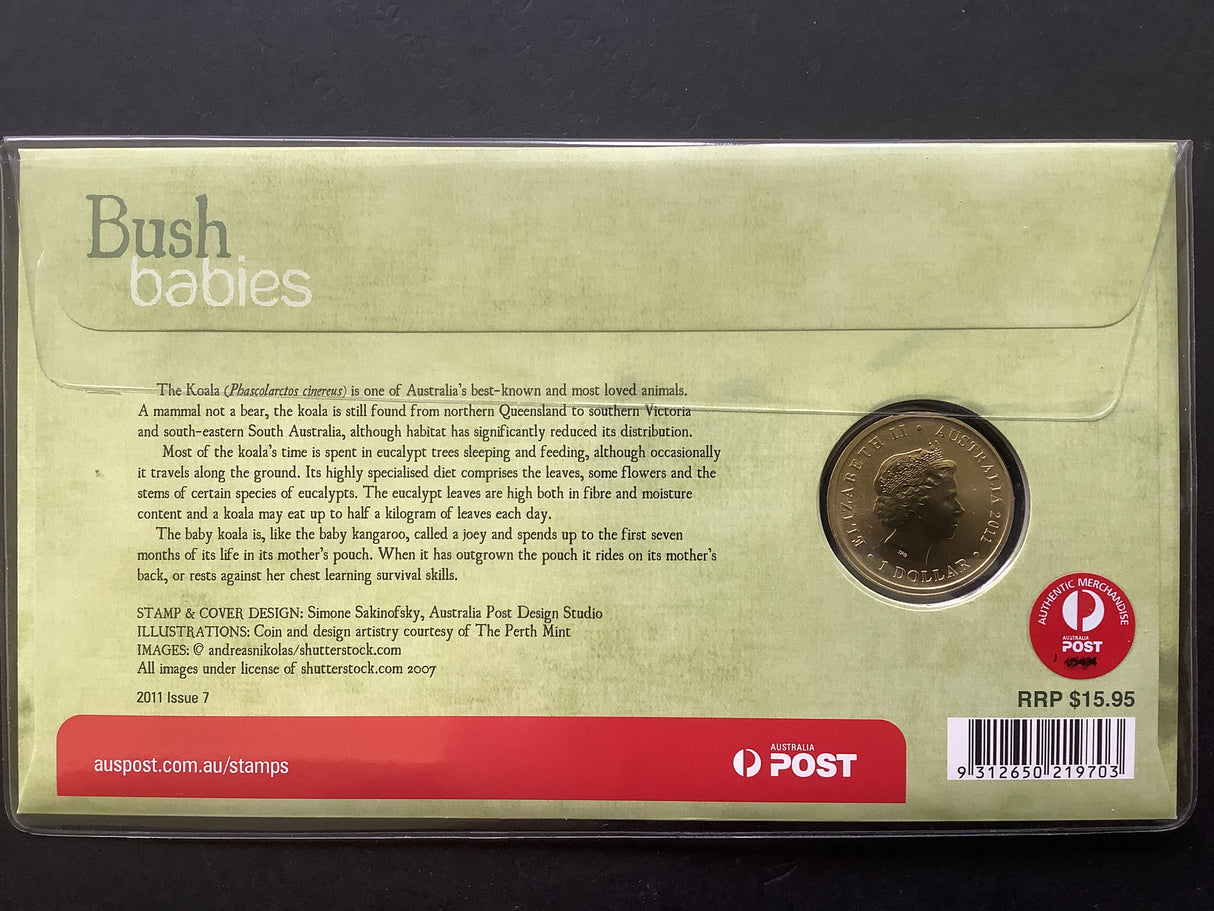 Bush
babies
The Koala (Phascolarctos cinereus) is one of Australia's best-known and most loved animals.
A mammal not a bear, the koala is still found from northern Queensland to southern Victoria
and south-eastern South Australia, although habitat has significantly reduced its distribution.
Most of the koala's time is spent in eucalypt trees sleeping and feeding, although occasionally
it travels along the ground. Its highly specialised diet comprises the leaves, some flowers and the
stems of certain species of eucalypts. The eucalypt leaves are high both in fibre and moisture
content and a koala may eat up to half a kilogram of leaves each day.
The baby koala is, like the baby kangaroo, called a joey and spends up to the first seven
months of its life in its mother's pouch. When it has outgrown the pouch it rides on its mother's
back, or rests against her chest learning survival skills.
STAMP & COVER DESIGN: Simone Sakinofsky, Australia Post Design Studio
ILLUSTRATIONS: Coin and design artistry courtesy of The Perth Mint
IMAGES: © andreasnikolas/shutterstock.com
All images under license of shutterstock.com 2007
2011 Issue 7
auspost.com.au/stamps
AUSTRALIA
POST
ELIZABETH II • AUSTRALIA 2011
• 1 DOLLAR •
AUTHENTIC MERCHANDISE
AUSTRALIA
POST
J
RRP $15.95
9 312650 219703